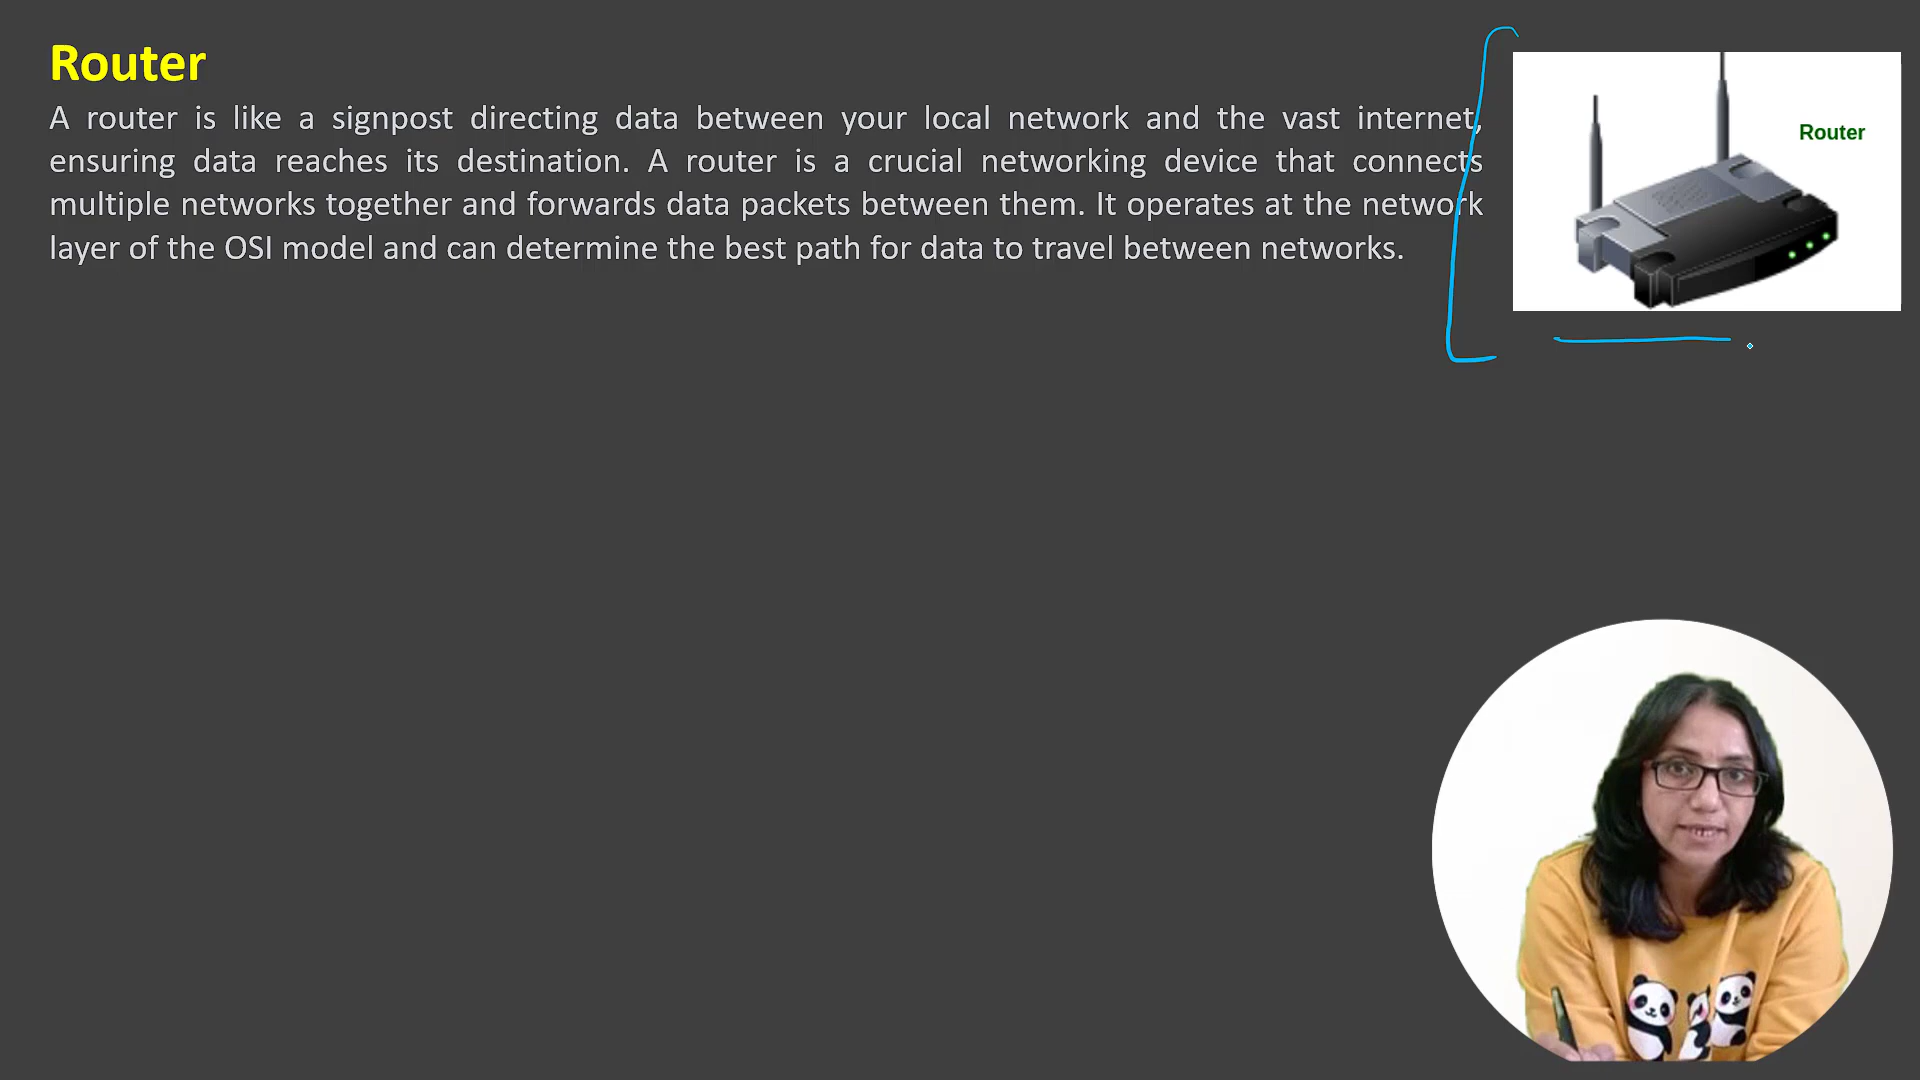 Router
A router is like a signpost directing data between your local network and the vast internet,
ensuring data reaches its destination. A router is a crucial networking device that connects
multiple networks together and forwards data packets between them. It operates at the network
layer of the OSI model and can determine the best path for data to travel between networks.
Router